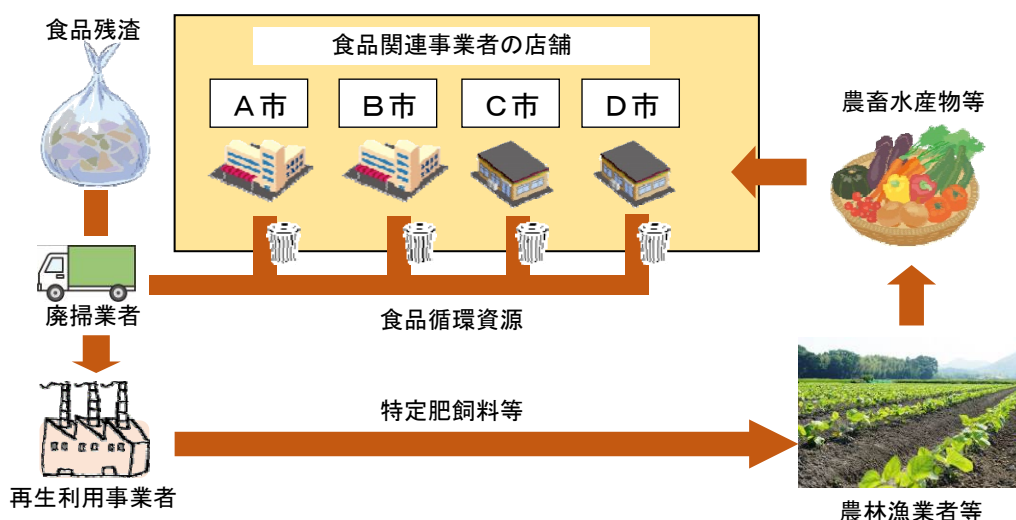 食品残渣
食品関連事業者の店舗
A市
B市
C市
D市
農畜水産物等
廃掃業者
食品循環資源
特定肥飼料等
再生利用事業者
農林漁業者等